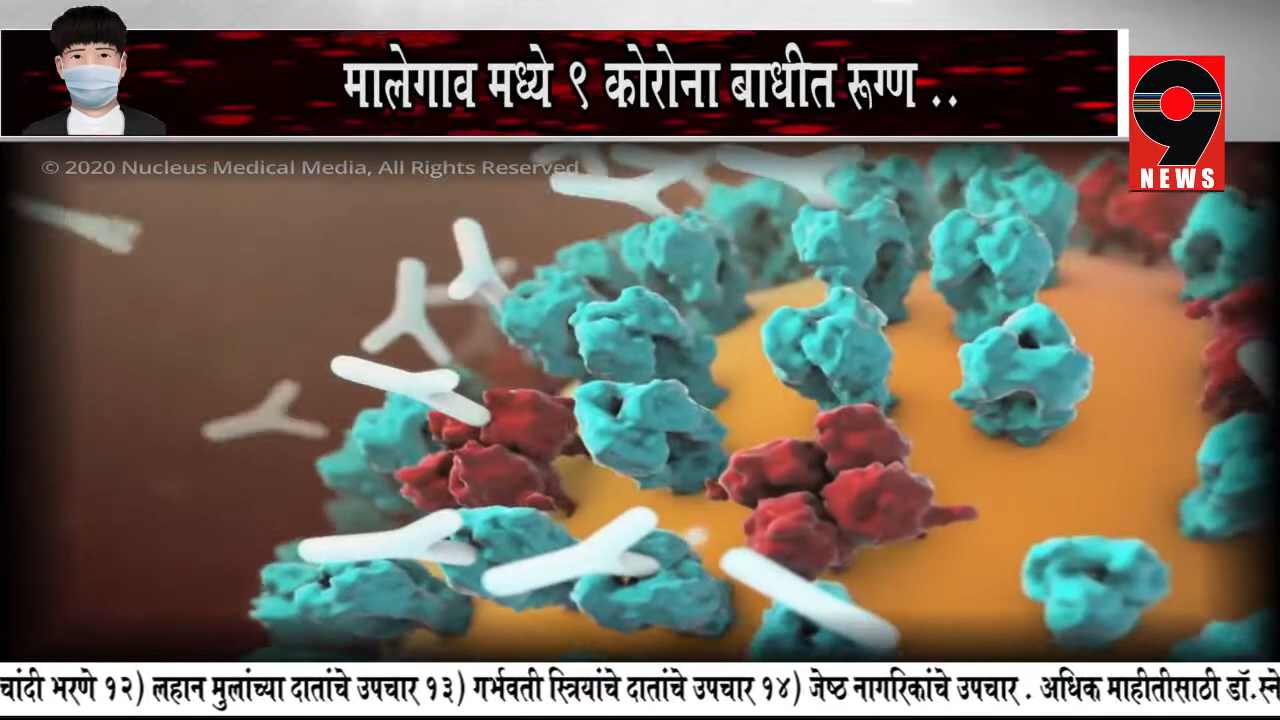 मालेगाव मध्ये ९ कोरोना बाधीत रूग्ण ..
9
NEWS
© 2020 Nucleus Medical Media, All Rights Reserved
चांदी भरणे १२) लहान मुलांच्या दातांचे उपचार १३) गर्भवती स्त्रियांचे दातांचे उपचार १४) जेष्ठ नागरिकांचे उपचार . अधिक माहीतीसाठी डॉ.स्ने